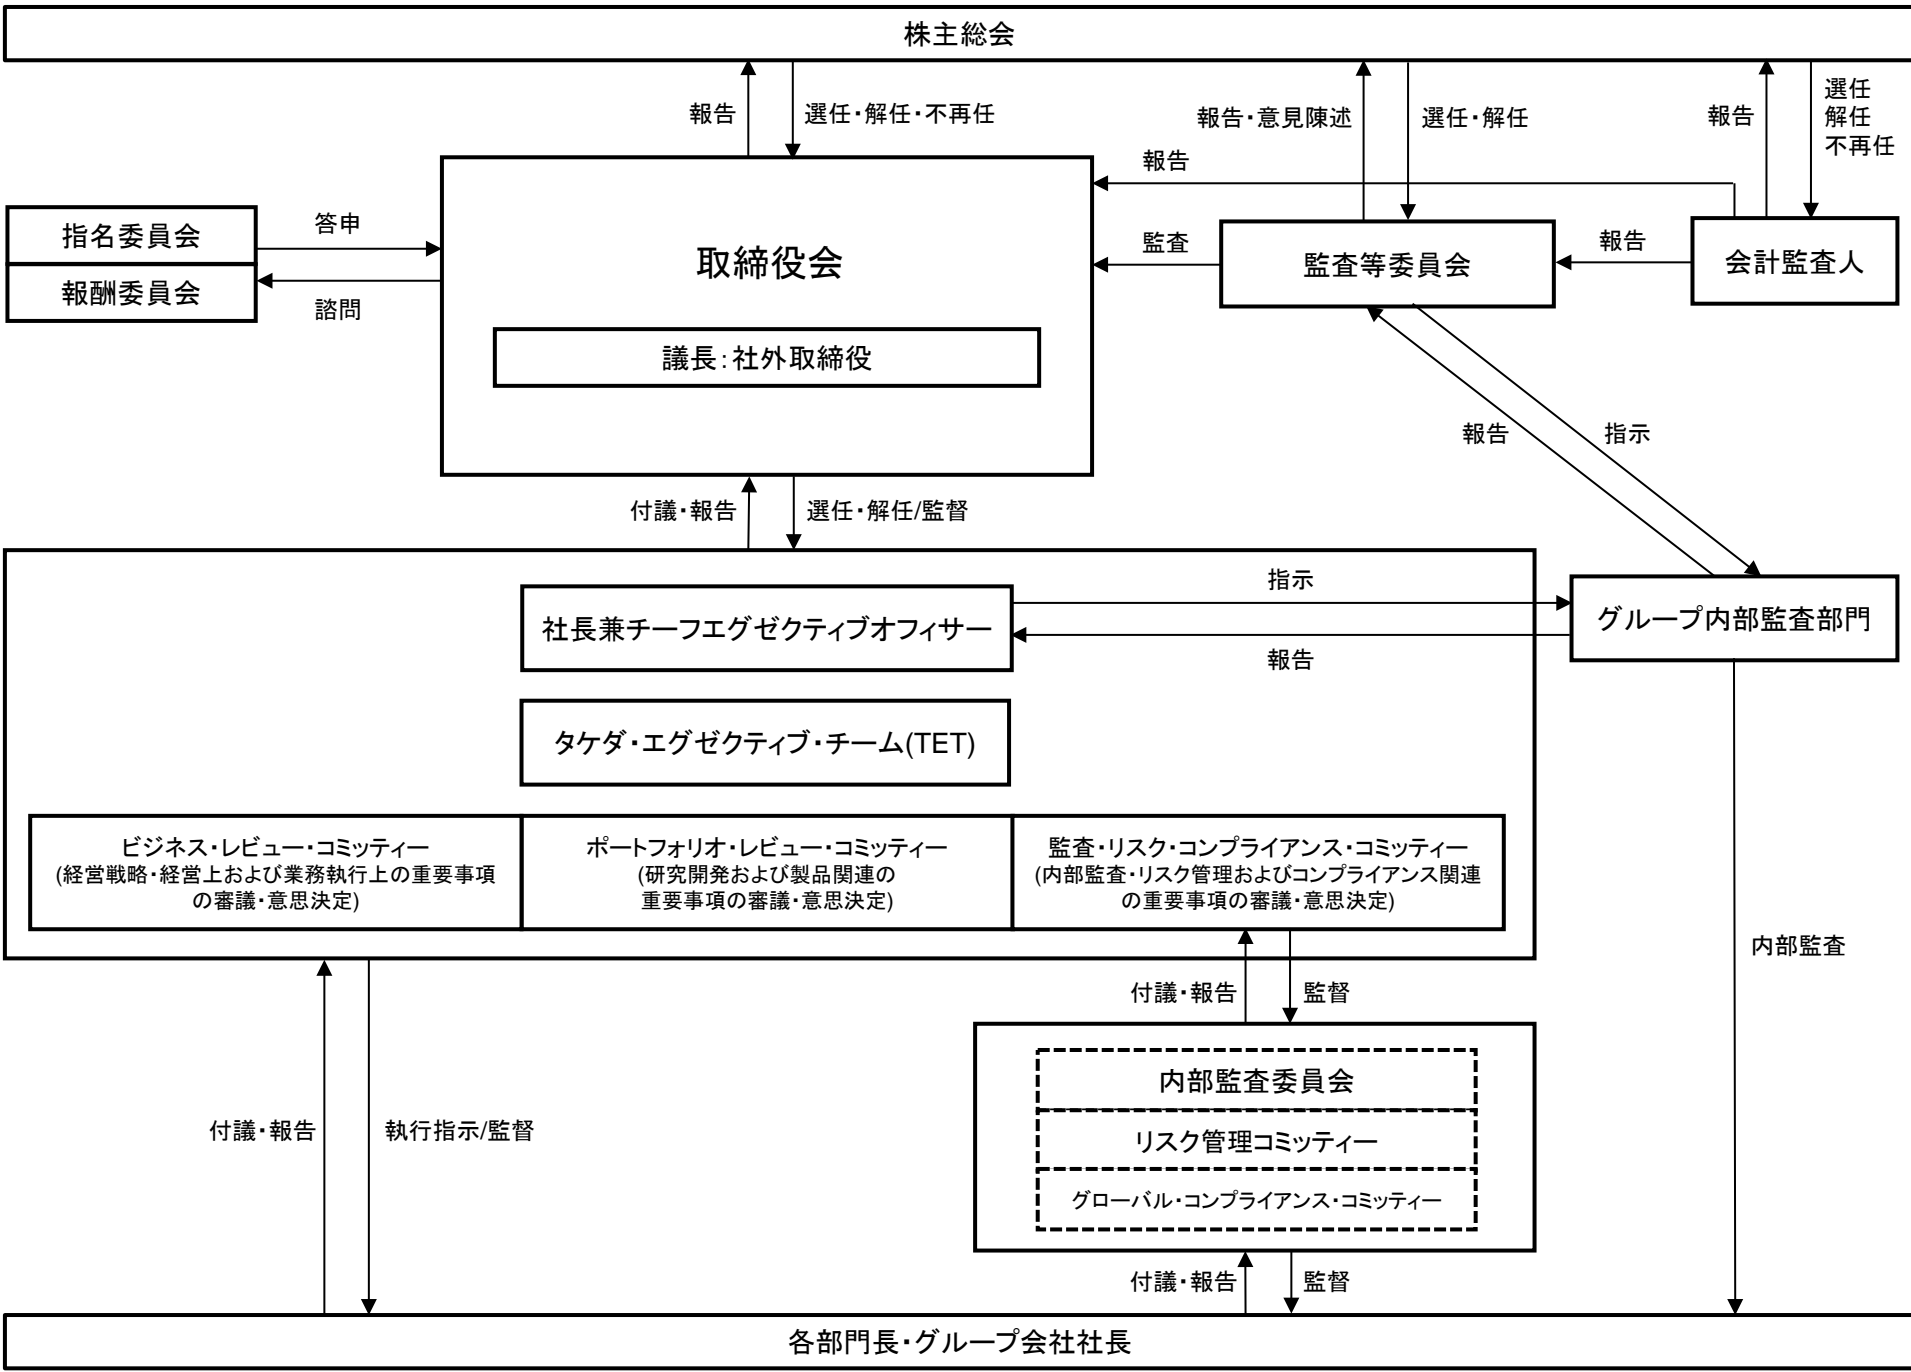 株主総会
報告
選任・解任・不再任
報告・意見陳述
選任・解任
報告
選任
解任
不再任
報告
指名委員会
報酬委員会
答申
諮問
取締役会
議長：社外取締役
監査
監査等委員会
報告
会計監査人
報告
指示
付議・報告
選任・解任/監督
社長兼チーフエグゼクティブオフィサー
指示
報告
グループ内部監査部門
タケダ・エグゼクティブ・チーム(TET)
ビジネス・レビュー・コミッティー
(経営戦略・経営上および業務執行上の重要事項
の審議・意思決定)
ポートフォリオ・レビュー・コミッティー
(研究開発および製品関連の
重要事項の審議・意思決定)
監査・リスク・コンプライアンス・コミッティー
(内部監査・リスク管理およびコンプライアンス関連
の重要事項の審議・意思決定)
内部監査
付議・報告
監督
内部監査委員会
リスク管理コミッティー
グローバル・コンプライアンス・コミッティー
付議・報告
執行指示/監督
付議・報告
監督
各部門長・グループ会社社長